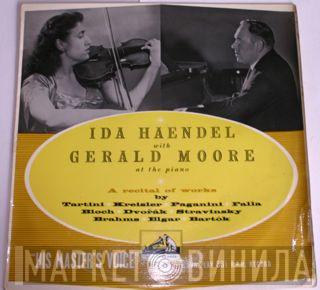 IDA HAENDEL
with
GERALD MOORE
at the piano
A recital of works
by
Tartini Kreisler Paganini Falla
Bloch Dvořák Stravinsky
Brahms Elgar Bartók
HIS MASTER'S VOICE
МАКЕТ ВИНИЛА